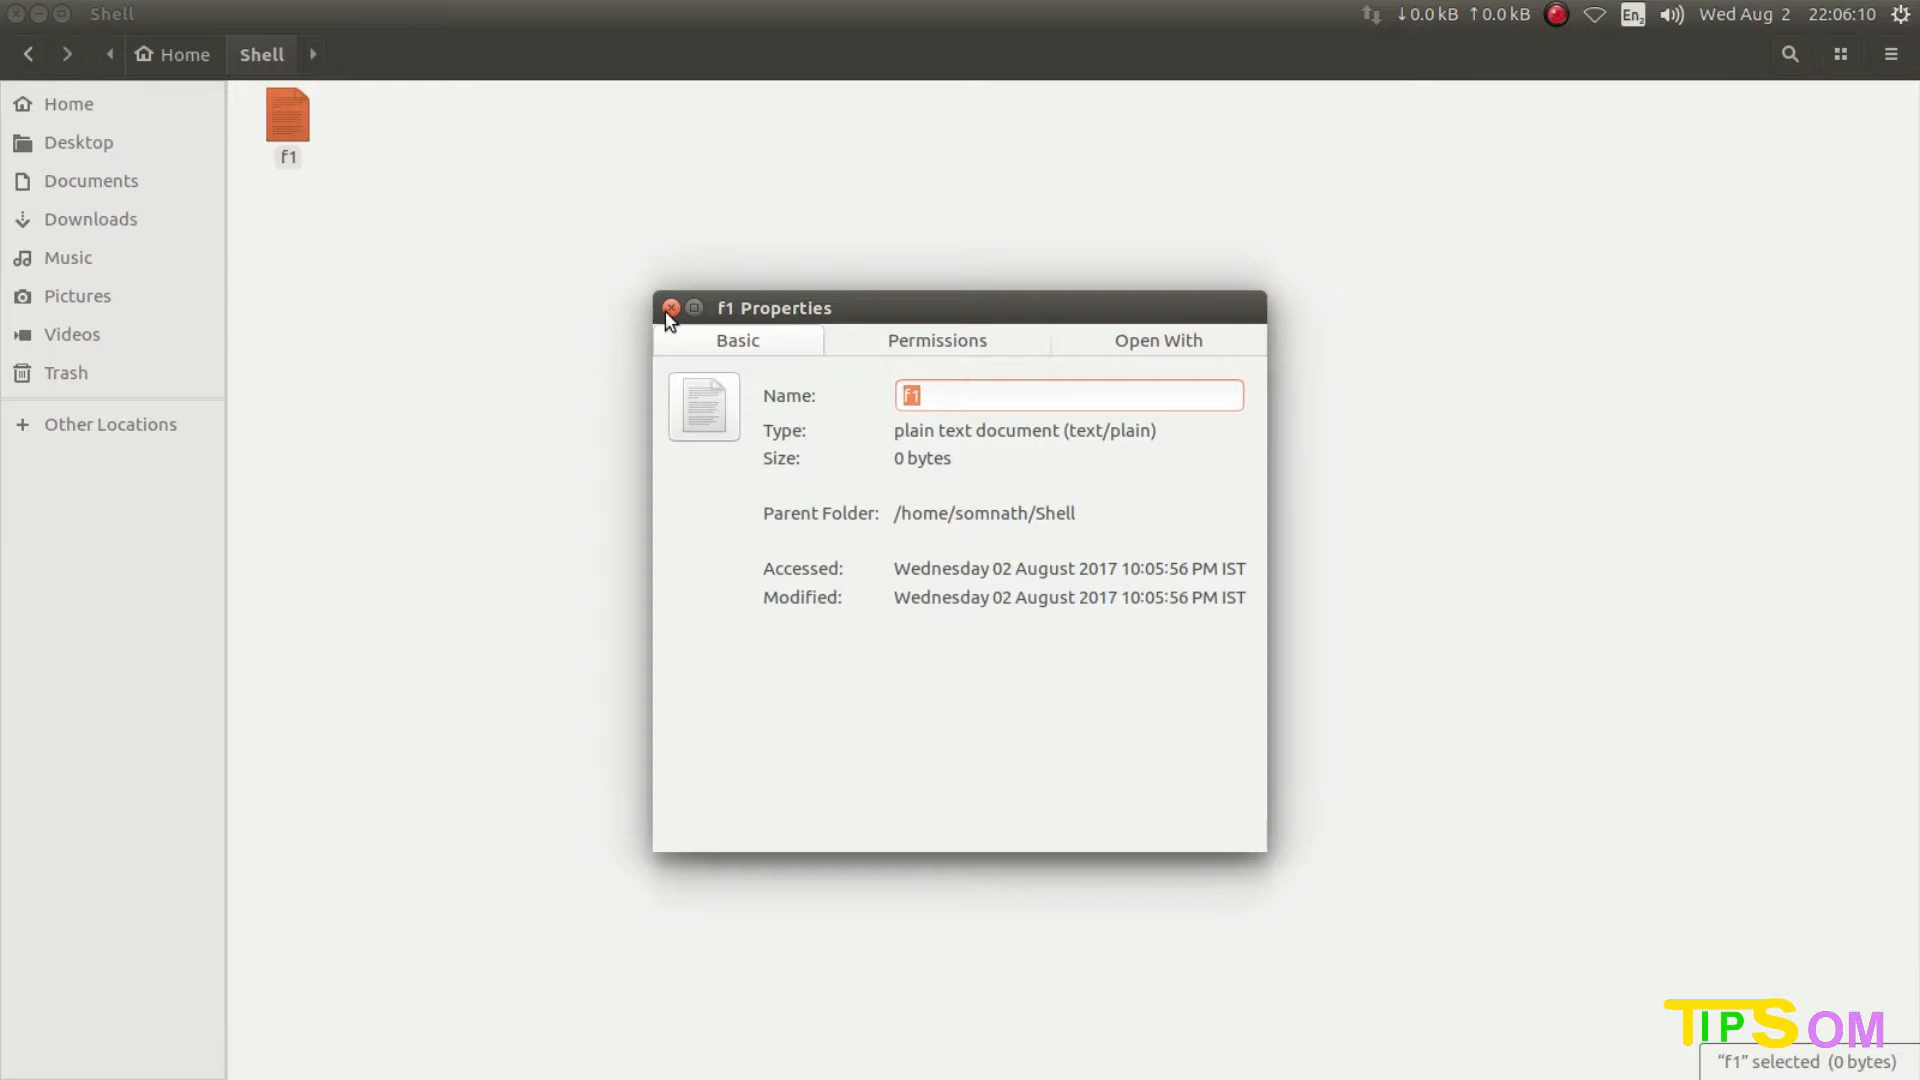 Shell
↓0.0 kB ↑0.0 kB En2 Wed Aug 2 22:06:10
Home Shell
Home
Desktop
Documents
Downloads
Music
Pictures
Videos
Trash
+ Other Locations
f1
f1 Properties
Basic Permissions Open With
Name: f1
Type: plain text document (text/plain)
Size: 0 bytes
Parent Folder: /home/somnath/Shell
Accessed: Wednesday 02 August 2017 10:05:56 PM IST
Modified: Wednesday 02 August 2017 10:05:56 PM IST
TIPSOM
"f1" selected (0 bytes)